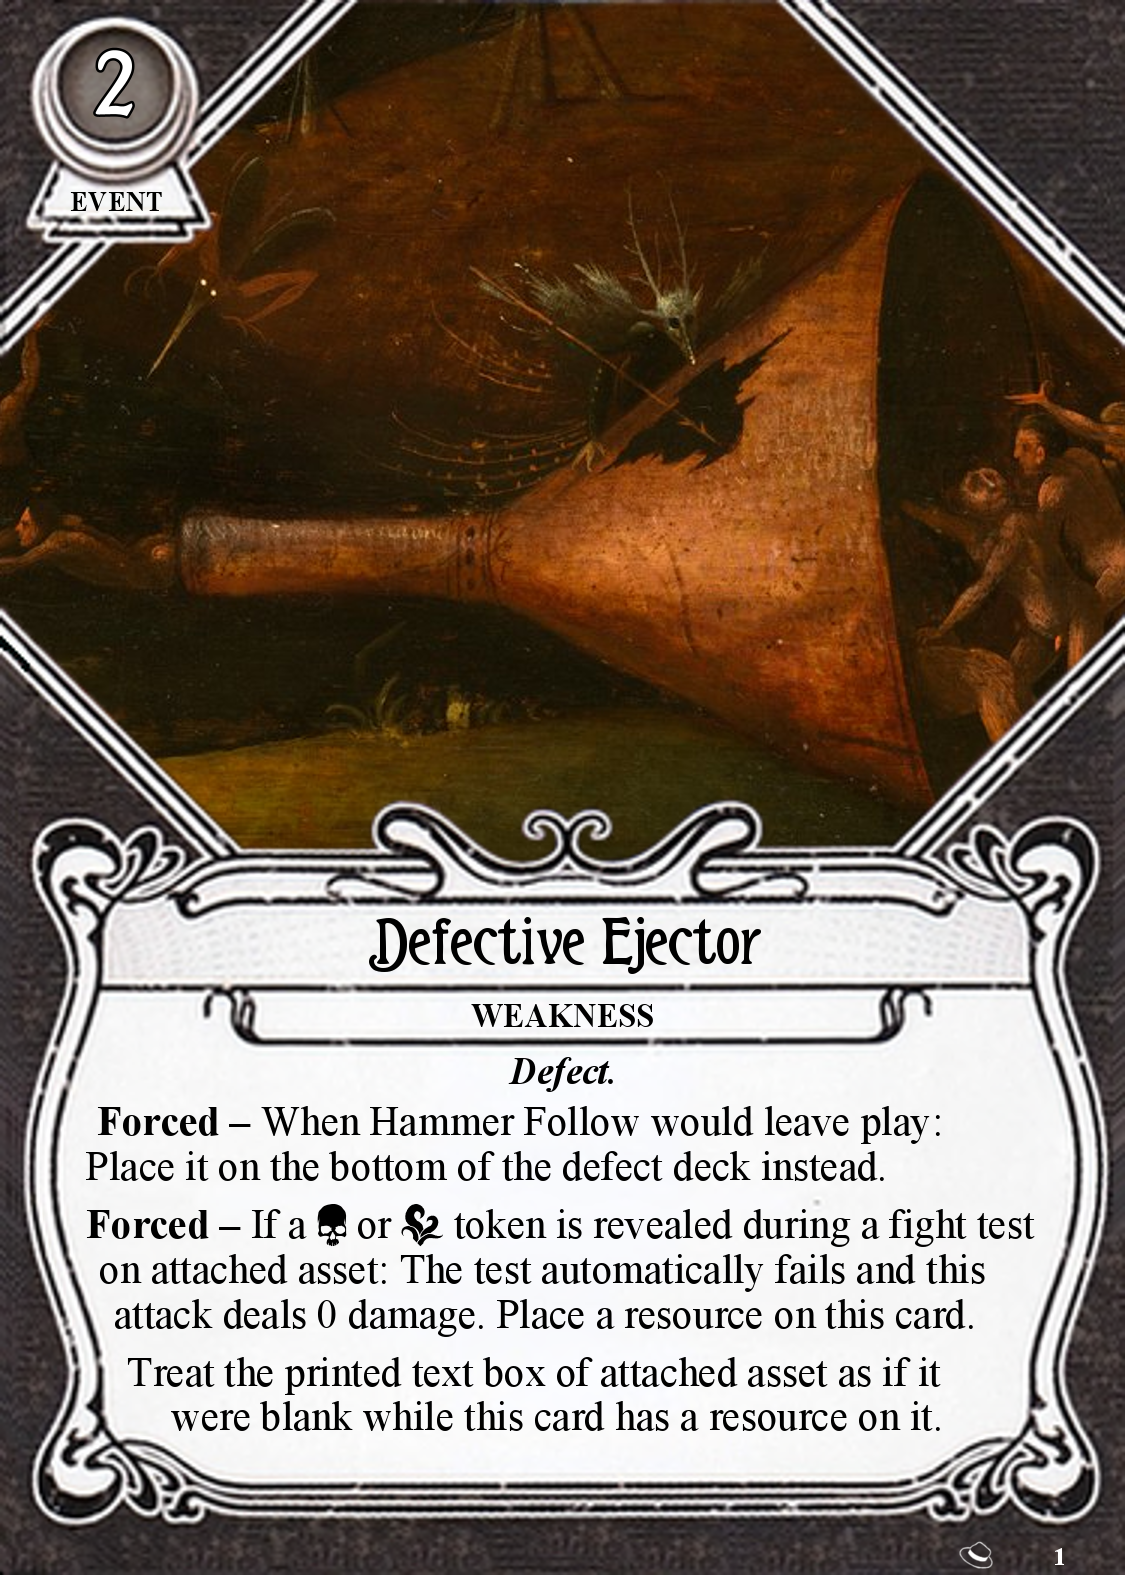 2
EVENT
Defective Ejector
WEAKNESS
Defect.
Forced – When Hammer Follow would leave play:
Place it on the bottom of the defect deck instead.
Forced – If a or token is revealed during a fight test
on attached asset: The test automatically fails and this
attack deals 0 damage. Place a resource on this card.
Treat the printed text box of attached asset as if it
were blank while this card has a resource on it.
1